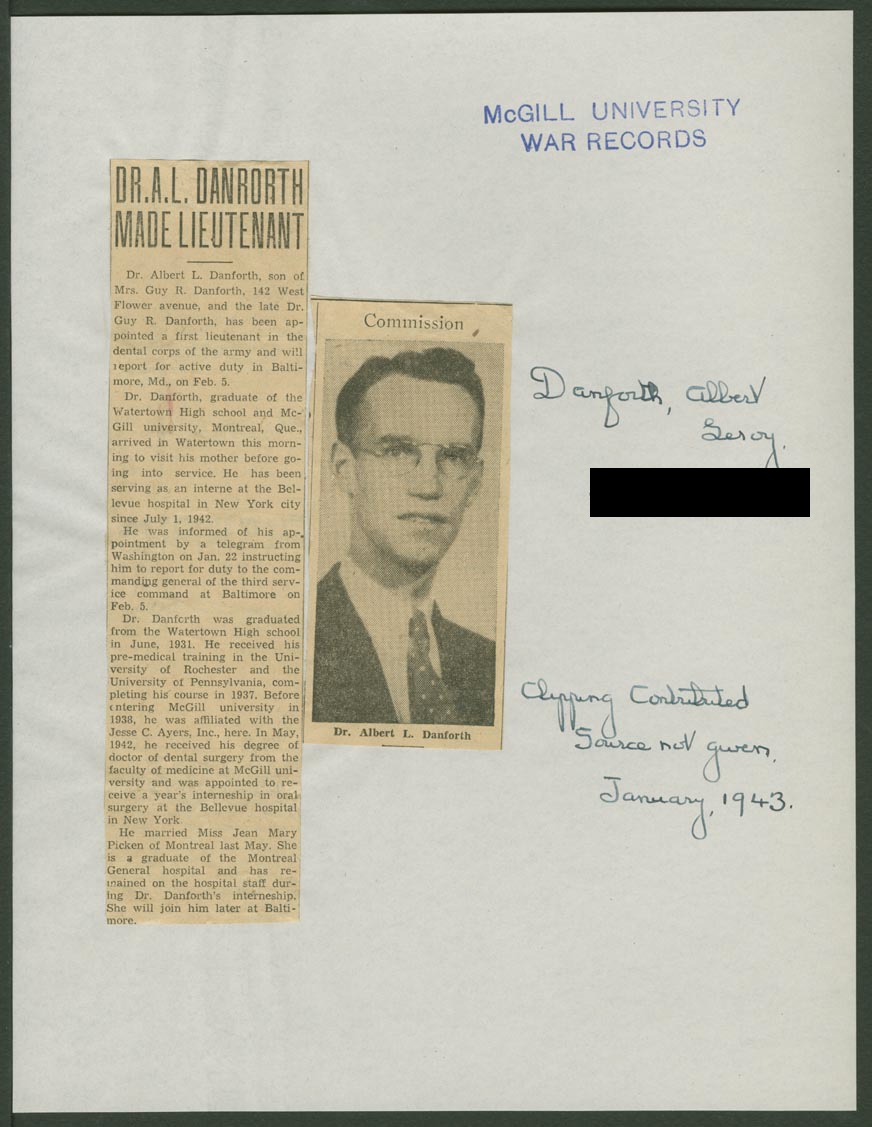 McGILL UNIVERSITY
WAR RECORDS
DR. A. L. DANRORTH
MADE LIEUTENANT
Dr. Albert L. Danforth, son of
Mrs. Guy R. Danforth, 142 West
Flower avenue, and the late Dr.
Guy R. Danforth, has been ap-
pointed a first lieutenant in the
dental corps of the army and will
report for active duty in Balti-
more, Md., on Feb. 5.
Dr. Danforth, graduate of the
Watertown High school and Mc-
Gill university, Montreal, Que.,
arrived in Watertown this morn-
ing to visit his mother before go-
ing into service. He has been
serving as an interne at the Bel-
levue hospital in New York city
since July 1, 1942.
He was informed of his ap-
pointment by a telegram from
Washington on Jan. 22 instructing
him to report for duty to the com-
manding general of the third serv-
ice command at Baltimore on
Feb. 5.
Dr. Danforth was graduated
from the Watertown High school
in June, 1931. He received his
pre-medical training in the Uni-
versity of Rochester and the
University of Pennsylvania, com-
pleting his course in 1937. Before
entering McGill university in
1938, he was affiliated with the
Jesse C. Ayers, Inc., here. In May,
1942, he received his degree of
doctor of dental surgery from the
faculty of medicine at McGill uni-
versity and was appointed to re-
ceive a year's interneship in oral
surgery at the Bellevue hospital
in New York
He married Miss Jean Mary
Picken of Montreal last May. She
is a graduate of the Montreal
General hospital and has re-
mained on the hospital staff dur-
ing Dr. Danforth's interneship.
She will join him later at Balti-
more.
Commission
Dr. Albert L. Danforth
Danforth, Albert
Leroy.
Clipping Contributed
Source not given.
January, 1943.